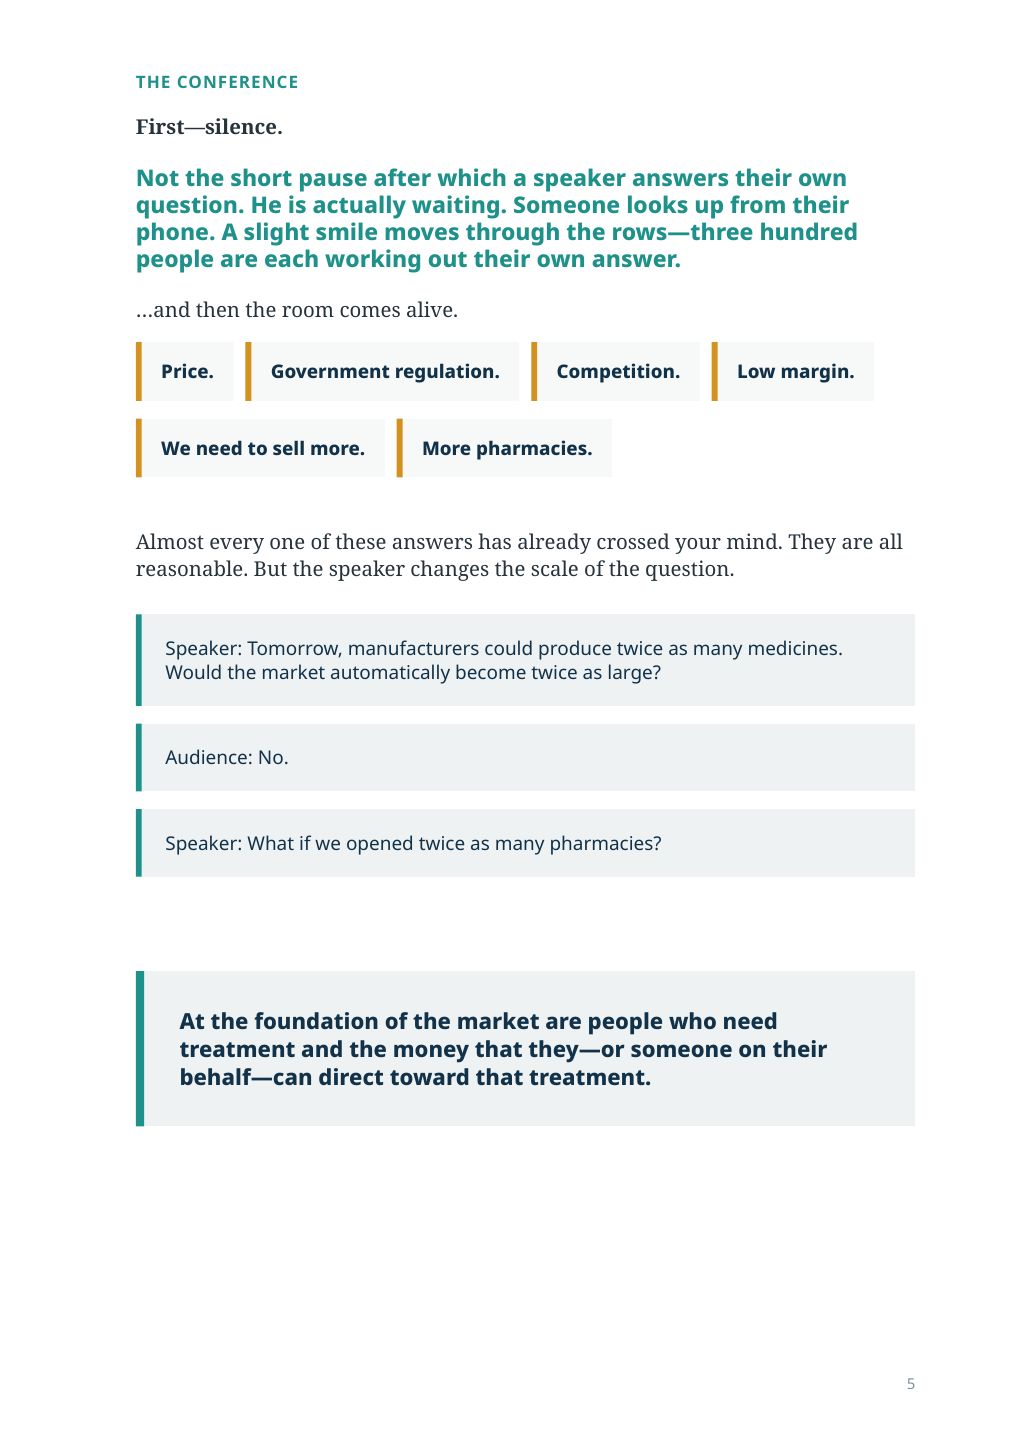 THE CONFERENCE
First—silence.
Not the short pause after which a speaker answers their own
question. He is actually waiting. Someone looks up from their
phone. A slight smile moves through the rows—three hundred
people are each working out their own answer.
…and then the room comes alive.
Price. Government regulation. Competition. Low margin.
We need to sell more. More pharmacies.
Almost every one of these answers has already crossed your mind. They are all
reasonable. But the speaker changes the scale of the question.
Speaker: Tomorrow, manufacturers could produce twice as many medicines.
Would the market automatically become twice as large?
Audience: No.
Speaker: What if we opened twice as many pharmacies?
At the foundation of the market are people who need
treatment and the money that they—or someone on their
behalf—can direct toward that treatment.
5